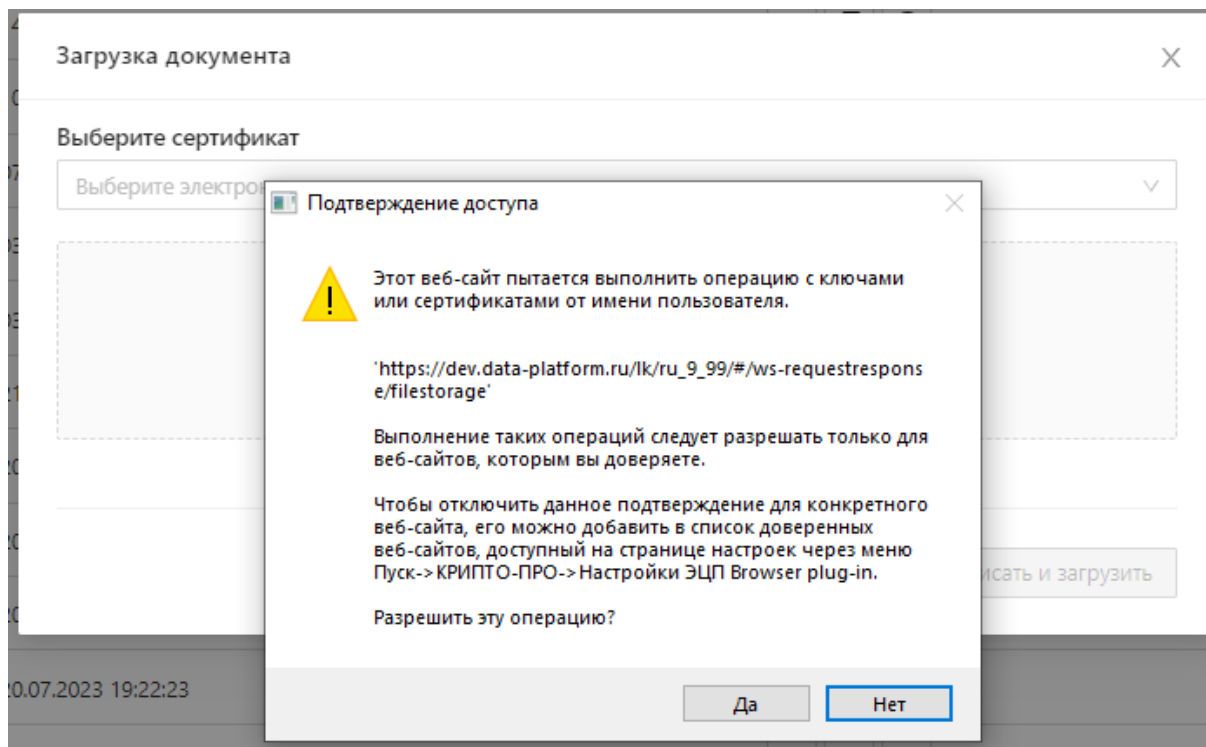 Загрузка документа
Выберите сертификат
Выберите
Подтверждение доступа
Этот веб-сайт пытается выполнить операцию с ключами
или сертификатами от имени пользователя.
'https://dev.data-platform.ru/lk/ru_9_99/#/ws-requestrespons
e/filestorage'
Выполнение таких операций следует разрешать только для
веб-сайтов, которым вы доверяете.
Чтобы отключить данное подтверждение для конкретного
веб-сайта, его можно добавить в список доверенных
веб-сайтов, доступный на странице настроек через меню
Пуск->КРИПТО-ПРО->Настройки ЭЦП Browser plug-in.
и загрузить
Разрешить эту операцию?
20.07.2023 19:22:23
Да
Нет